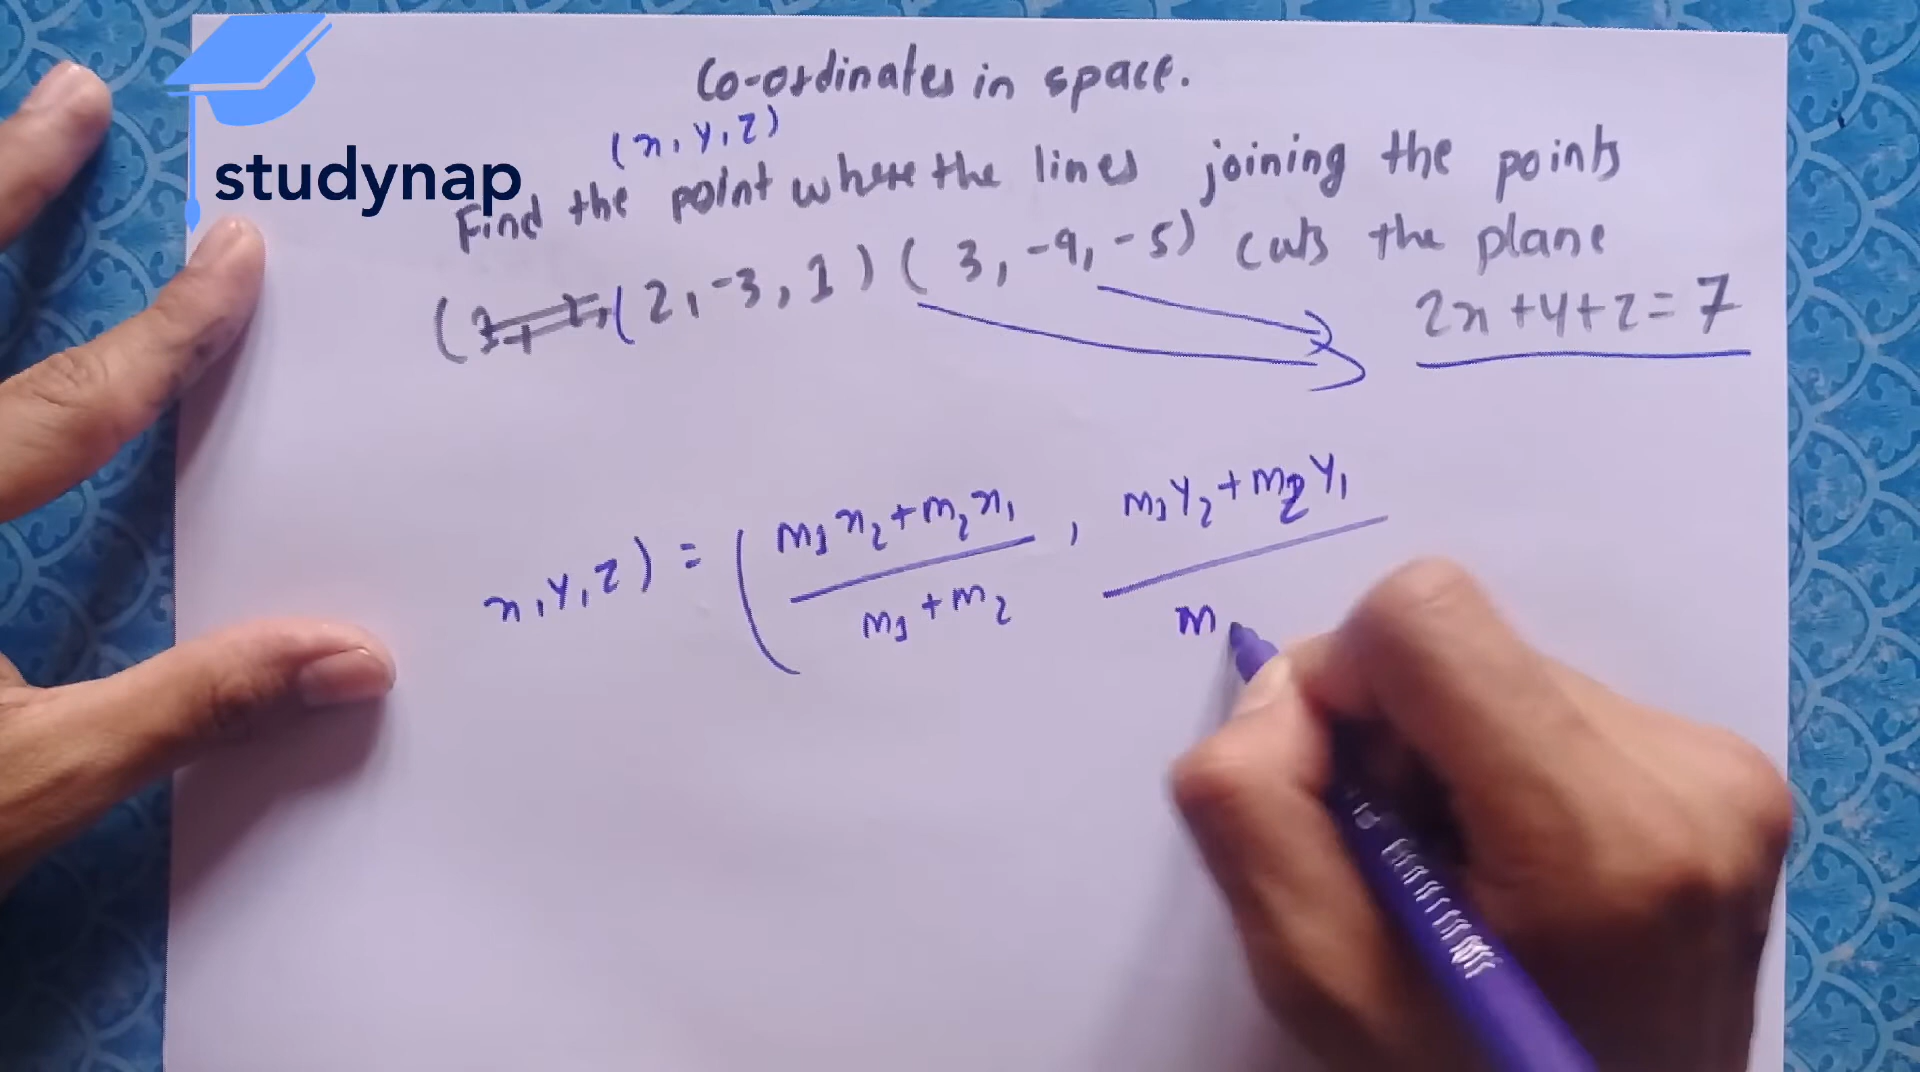 Co-ordinates in space.
(x, y, z)
studynap
Find the point where the lines joining the points
(2, -3, 1) (3, -9, -5) cuts the plane
2x + y + z = 7
x, y, z) = ( m1x2 + m2x1 / m1 + m2 , m1y2 + m2y1 / m